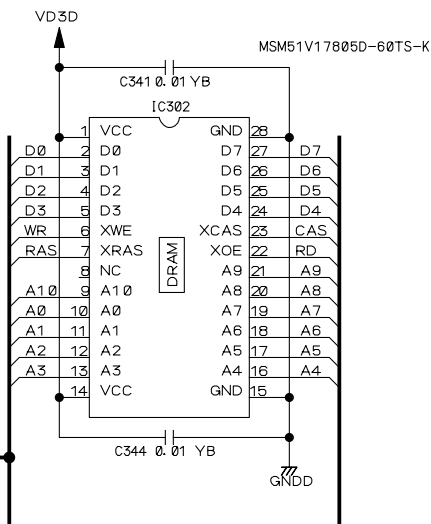 VD3D
MSM51V17805D-60TS-K
C341 0.01 YB
IC302
1 VCC GND 28
D0 2 D0 D7 27 D7
D1 3 D1 D6 26 D6
D2 4 D2 D5 25 D5
D3 5 D3 D4 24 D4
WR 6 XWE XCAS 23 CAS
RAS 7 XRAS XOE 22 RD
8 NC A9 21 A9
DRAM
A10 9 A10 A8 20 A8
A0 10 A0 A7 19 A7
A1 11 A1 A6 18 A6
A2 12 A2 A5 17 A5
A3 13 A3 A4 16 A4
14 VCC GND 15
C344 0.01 YB
GNDD